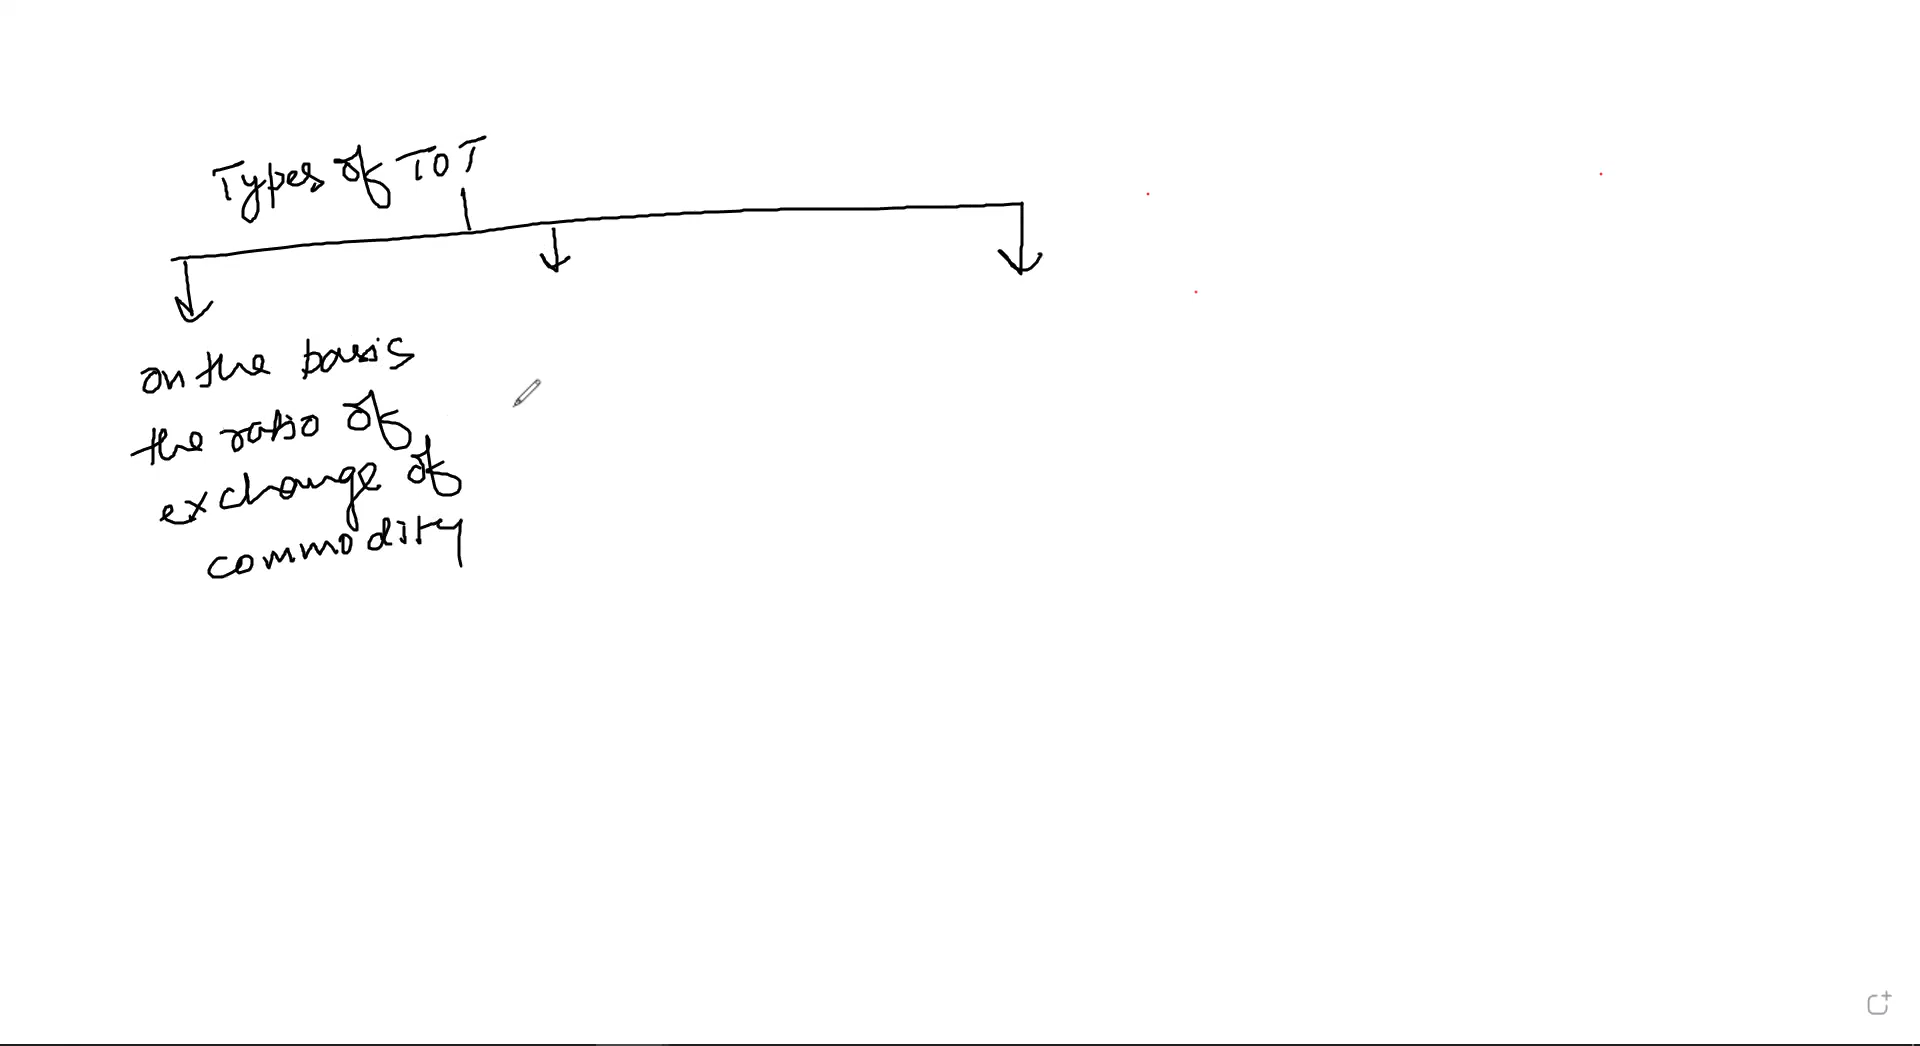 Types of TOT
on the basis
the ratio of
exchange of
commodity